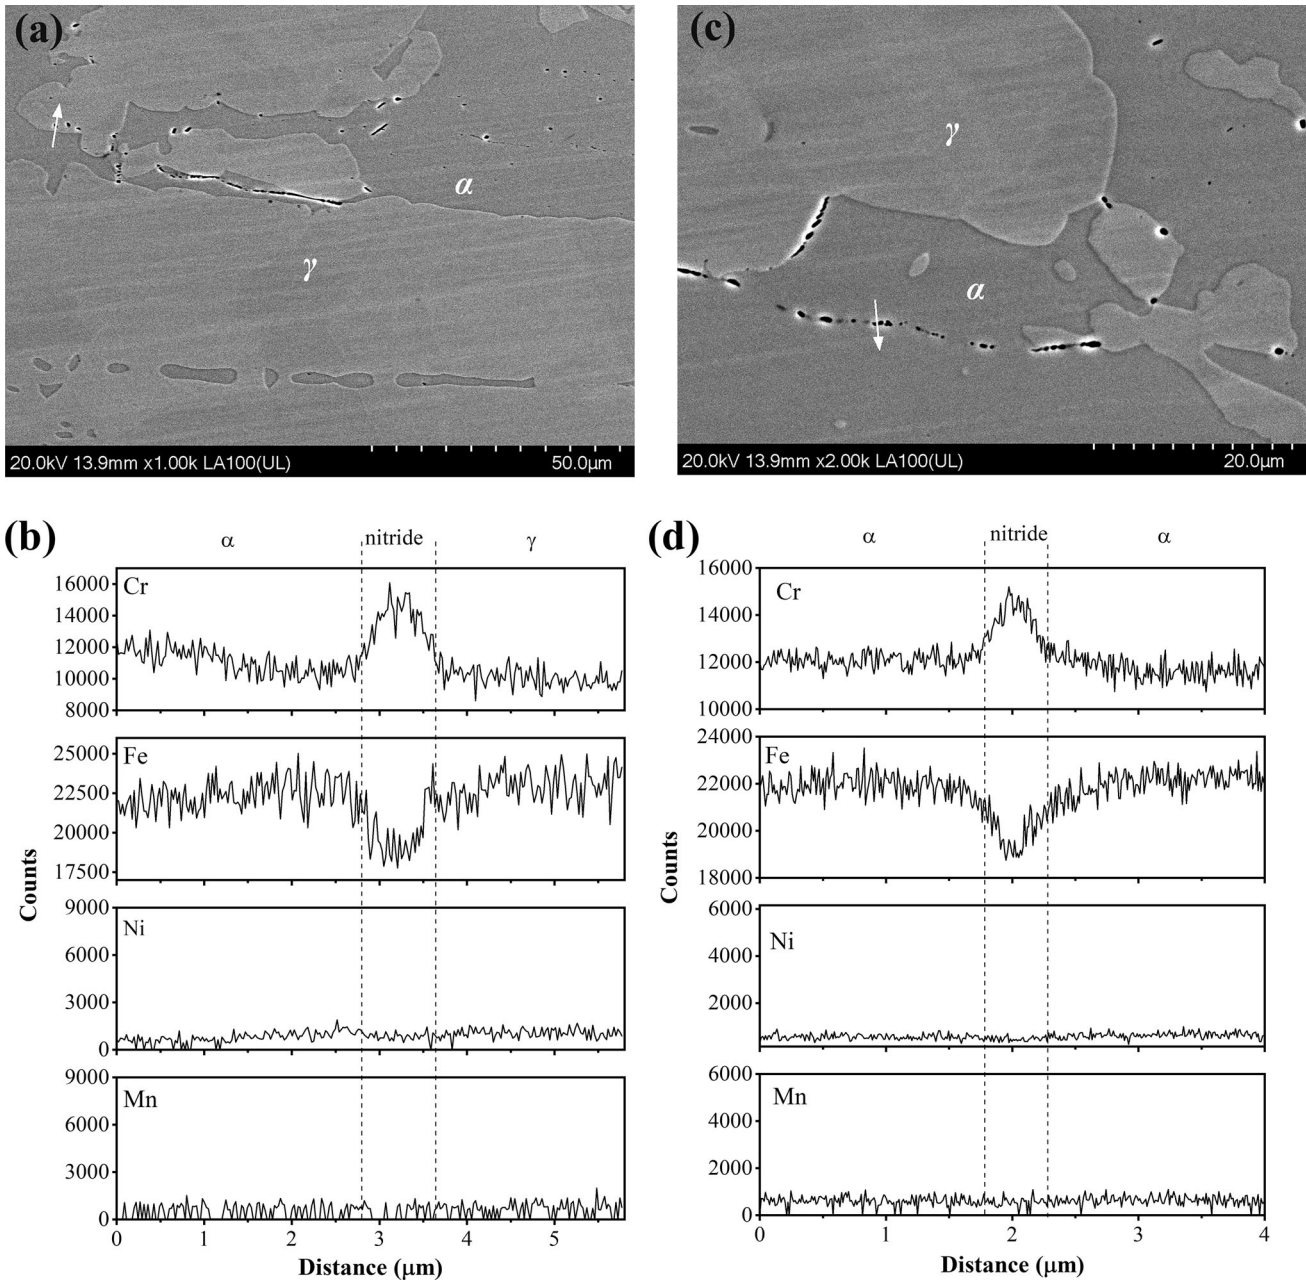 (a)
α
γ
20.0kV 13.9mm x1.00k LA100(UL) 50.0μm
(c)
γ
α
20.0kV 13.9mm x2.00k LA100(UL) 20.0μm
(b)
α nitride γ
Cr
16000
14000
12000
10000
8000
Fe
25000
22500
20000
17500
Ni
9000
6000
3000
0
Mn
9000
6000
3000
0
0 1 2 3 4 5
Counts
Distance (μm)
(d)
α nitride α
Cr
16000
14000
12000
10000
Fe
24000
22000
20000
18000
Ni
6000
4000
2000
Mn
6000
4000
2000
0
0 1 2 3 4
Counts
Distance (μm)